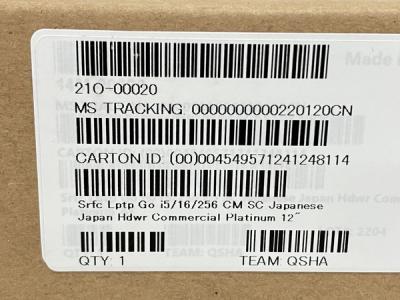 21O-00020
MS TRACKING: 0000000000220120CN
CARTON ID: (00)004549571241248114
Srfc Lptp Go i5/16/256 CM SC Japanese
Japan Hdwr Commercial Platinum 12"
QTY: 1
TEAM: QSHA